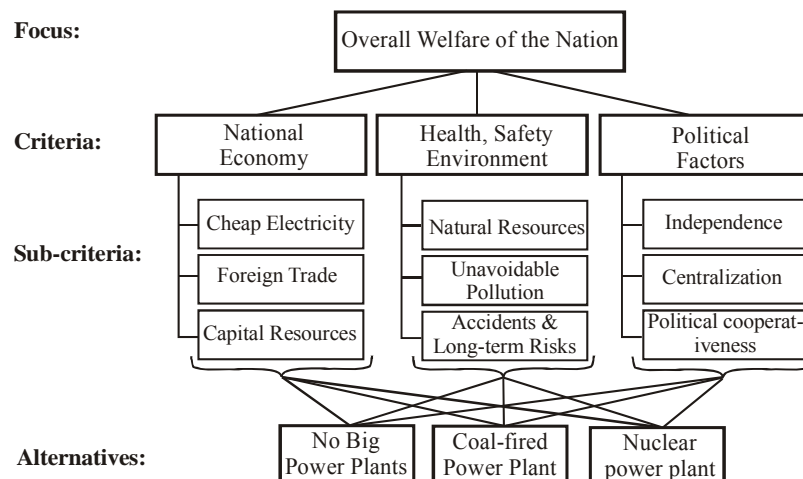 Focus:
Overall Welfare of the Nation
Criteria:
National
Economy
Health, Safety
Environment
Political
Factors
Sub-criteria:
Cheap Electricity
Foreign Trade
Capital Resources
Natural Resources
Unavoidable
Pollution
Accidents &
Long-term Risks
Independence
Centralization
Political cooperat-
iveness
Alternatives:
No Big
Power Plants
Coal-fired
Power Plant
Nuclear
power plant